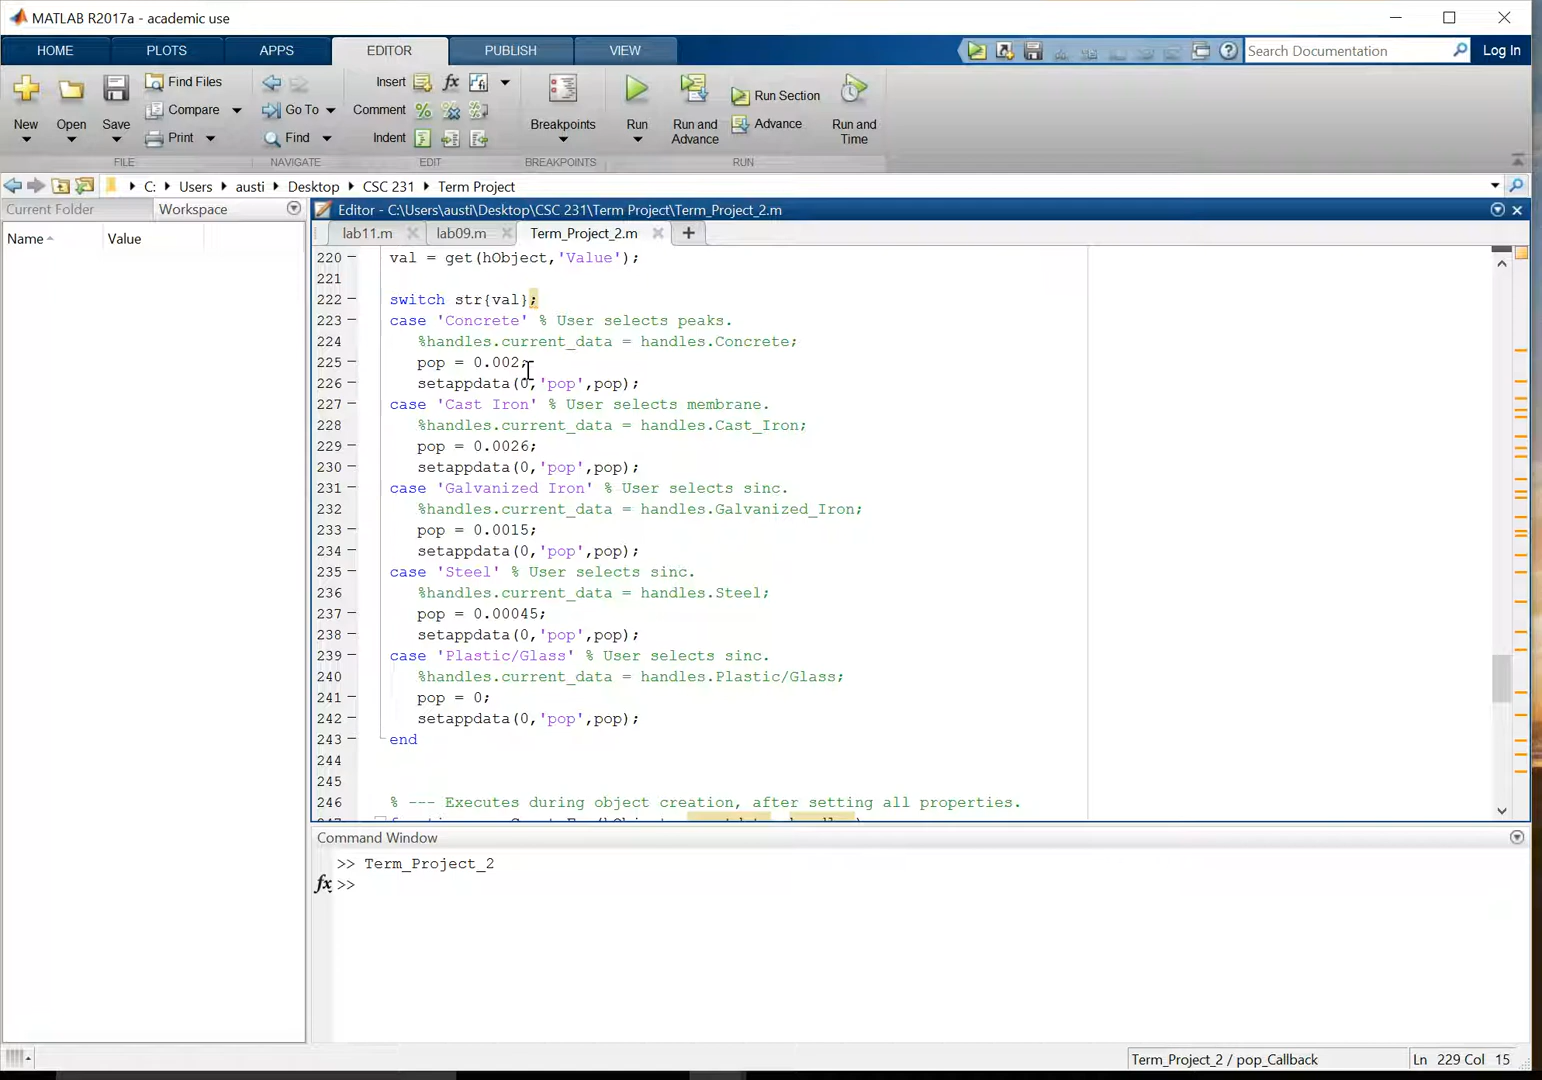 MATLAB R2017a - academic use
HOME PLOTS APPS EDITOR PUBLISH VIEW Search Documentation Log In
New Open Save Find Files Compare Print Go To Find Insert fx Comment Indent Breakpoints Run Run and Advance Run Section Advance Run and Time
FILE NAVIGATE EDIT BREAKPOINTS RUN
C: Users austi Desktop CSC 231 Term Project
Current Folder Workspace
Editor - C:\Users\austi\Desktop\CSC 231\Term Project\Term_Project_2.m
Name Value
lab11.m lab09.m Term_Project_2.m
220 val = get(hObject,'Value');
221
222 switch str{val};
223 case 'Concrete' % User selects peaks.
224 %handles.current_data = handles.Concrete;
225 pop = 0.002;
226 setappdata(0,'pop',pop);
227 case 'Cast Iron' % User selects membrane.
228 %handles.current_data = handles.Cast_Iron;
229 pop = 0.0026;
230 setappdata(0,'pop',pop);
231 case 'Galvanized Iron' % User selects sinc.
232 %handles.current_data = handles.Galvanized_Iron;
233 pop = 0.0015;
234 setappdata(0,'pop',pop);
235 case 'Steel' % User selects sinc.
236 %handles.current_data = handles.Steel;
237 pop = 0.00045;
238 setappdata(0,'pop',pop);
239 case 'Plastic/Glass' % User selects sinc.
240 %handles.current_data = handles.Plastic/Glass;
241 pop = 0;
242 setappdata(0,'pop',pop);
243 end
244
245
246 % --- Executes during object creation, after setting all properties.
Command Window
>> Term_Project_2
fx >>
Term_Project_2 / pop_Callback Ln 229 Col 15